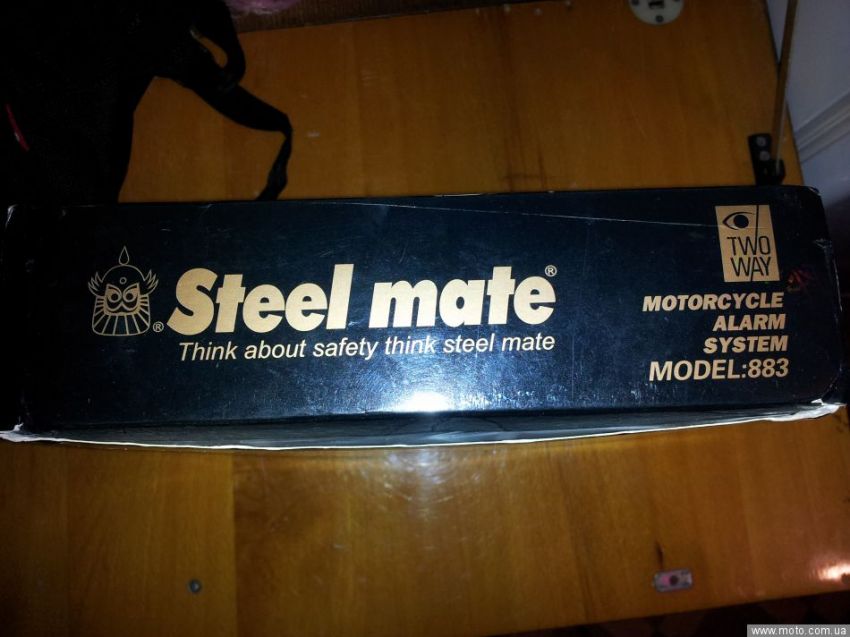 TWO
WAY
Steel mate®
®
Think about safety think steel mate
MOTORCYCLE
ALARM
SYSTEM
MODEL:883
www.moto.com.ua